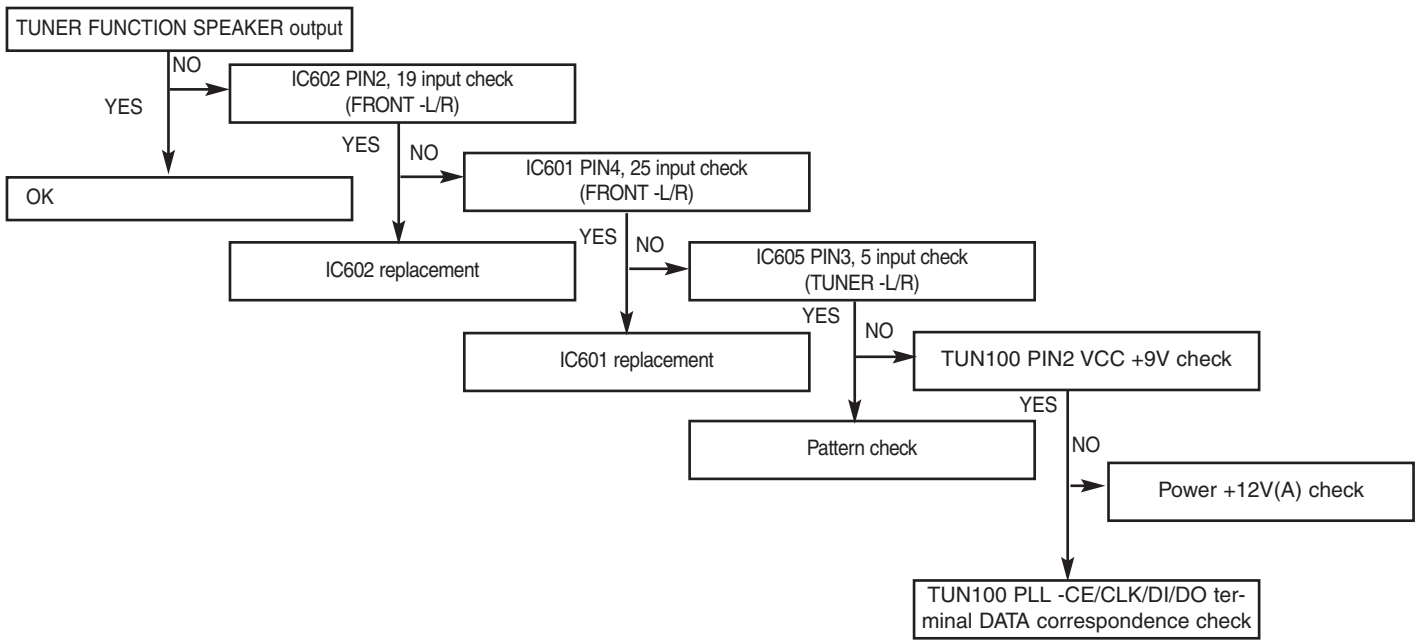 TUNER FUNCTION SPEAKER output
NO
YES
IC602 PIN2, 19 input check
(FRONT -L/R)
YES
NO
OK
IC601 PIN4, 25 input check
(FRONT -L/R)
IC602 replacement
YES
NO
IC605 PIN3, 5 input check
(TUNER -L/R)
IC601 replacement
YES
NO
TUN100 PIN2 VCC +9V check
YES
Pattern check
NO
Power +12V(A) check
TUN100 PLL -CE/CLK/DI/DO ter-
minal DATA correspondence check